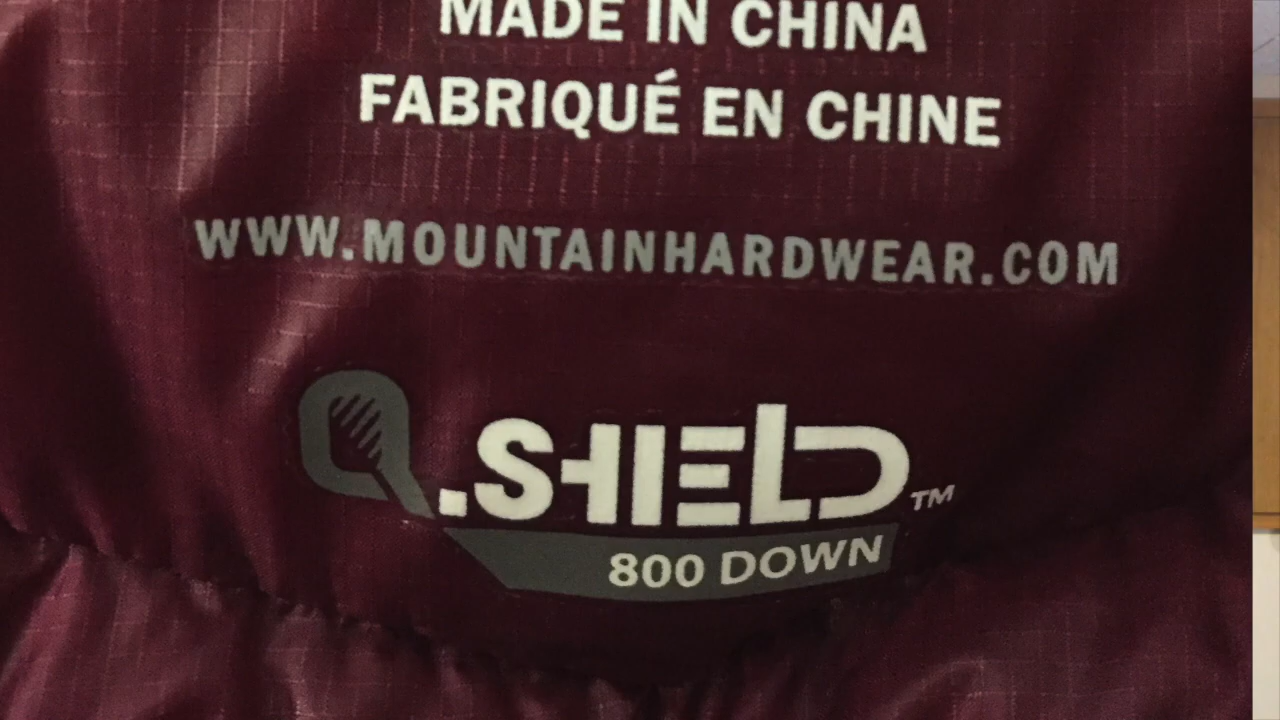 MADE IN CHINA
FABRIQUÉ EN CHINE
WWW.MOUNTAINHARDWEAR.COM
Q.SHIELD™
800 DOWN